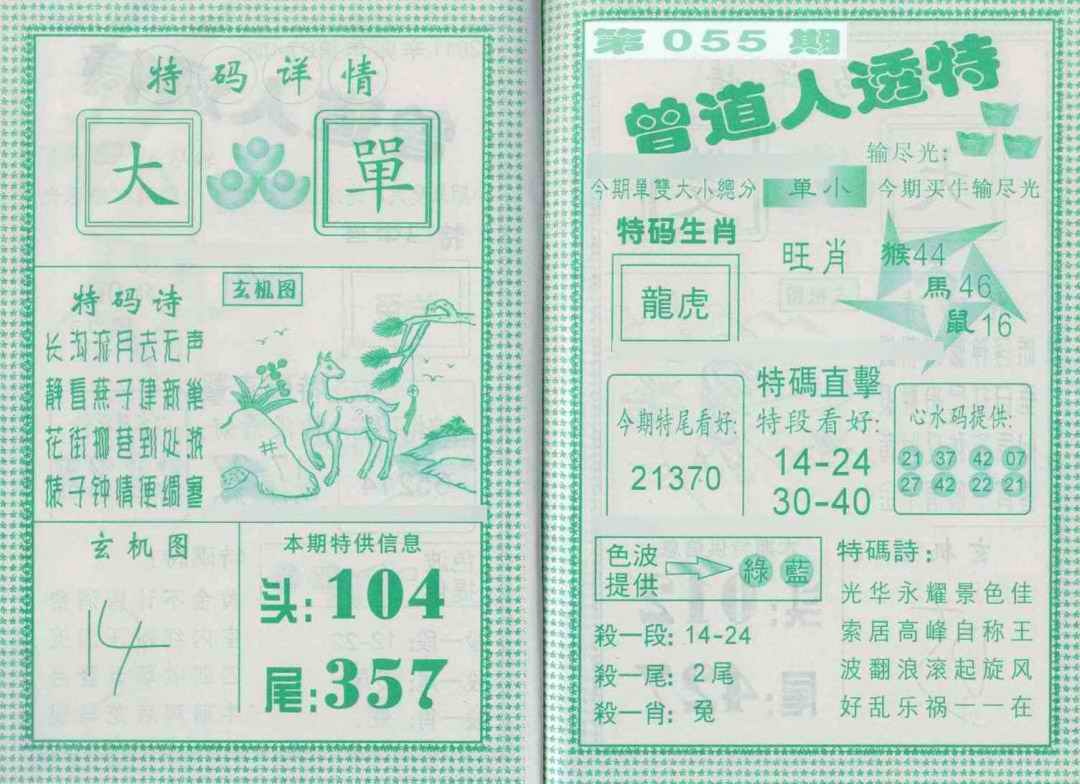 特码详情
大
單
特码诗
玄机图
长沟流月去无声
静看燕子建新巢
花街柳巷到处游
婊子钟情便绸塞
井
玄机图
14
本期特供信息
头:104
尾:357
第055期
曾道人透特
输尽光:
今期單雙大小總分 單小 今期买牛输尽光
特码生肖
龍虎
旺肖
猴44
馬46
鼠16
今期特尾看好:
21370
特碼直擊
特段看好:
14-24
30-40
心水码提供:
21 37 42 07
27 42 22 21
色波提供
綠 藍
殺一段: 14-24
殺一尾: 2尾
殺一肖: 兔
特碼詩:
光华永耀景色佳
索居高峰自称王
波翻浪滚起旋风
好乱乐祸一一在